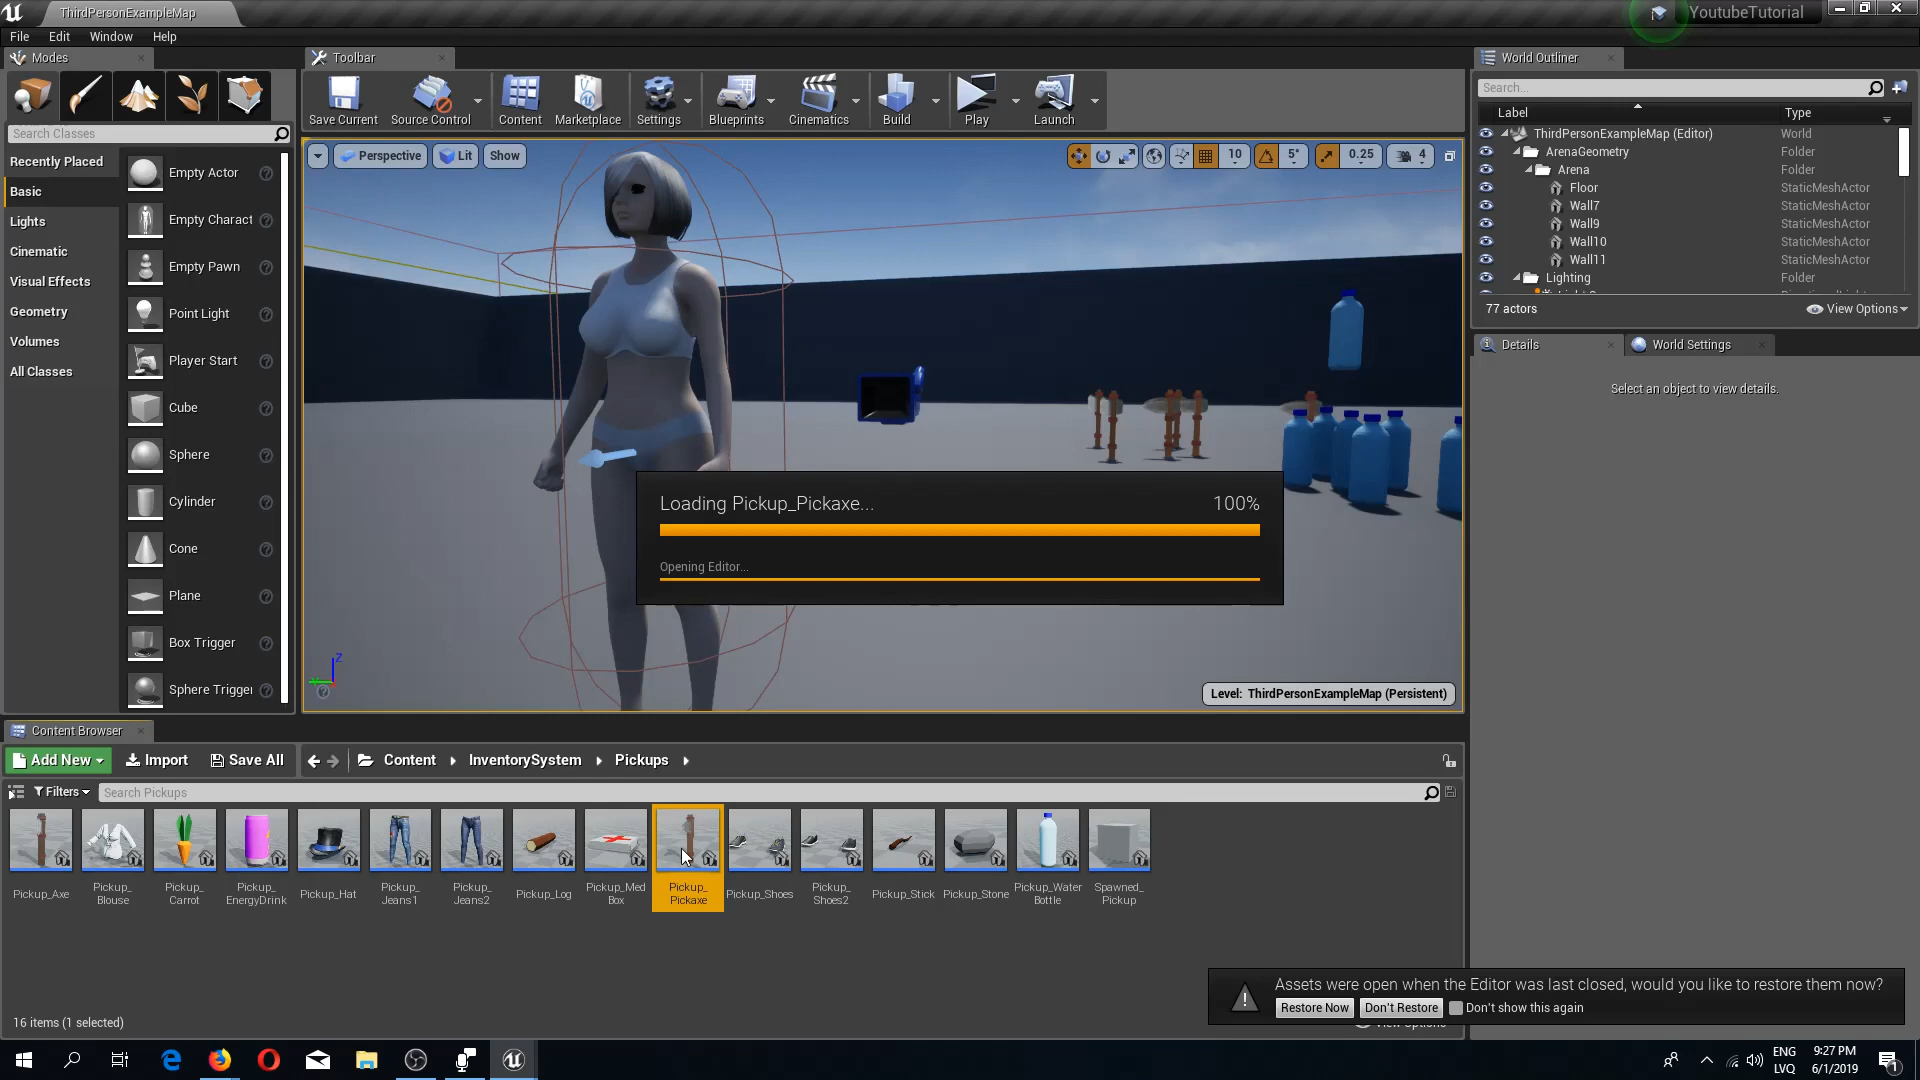 ThirdPersonExampleMap
YoutubeTutorial
File Edit Window Help
Modes
Toolbar
World Outliner
Save Current
Source Control
Content
Marketplace
Settings
Blueprints
Cinematics
Build
Play
Launch
Search Classes
Recently Placed
Basic
Lights
Cinematic
Visual Effects
Geometry
Volumes
All Classes
Empty Actor
Empty Charact
Empty Pawn
Point Light
Player Start
Cube
Sphere
Cylinder
Cone
Plane
Box Trigger
Sphere Trigger
Perspective Lit Show
10 5° 0.25 4
Loading Pickup_Pickaxe... 100%
Opening Editor...
Z
Level: ThirdPersonExampleMap (Persistent)
Search...
Label Type
ThirdPersonExampleMap (Editor) World
ArenaGeometry Folder
Arena Folder
Floor StaticMeshActor
Wall7 StaticMeshActor
Wall9 StaticMeshActor
Wall10 StaticMeshActor
Wall11 StaticMeshActor
Lighting Folder
77 actors View Options
Details World Settings
Select an object to view details.
Content Browser
Add New Import Save All Content InventorySystem Pickups
Filters Search Pickups
Pickup_Axe
Pickup_
Blouse
Pickup_
Carrot
Pickup_
EnergyDrink
Pickup_Hat
Pickup_
Jeans1
Pickup_
Jeans2
Pickup_Log
Pickup_Med
Box
Pickup_
Pickaxe
Pickup_Shoes
Pickup_
Shoes2
Pickup_Stick
Pickup_Stone
Pickup_Water
Bottle
Spawned_
Pickup
16 items (1 selected)
Assets were open when the Editor was last closed, would you like to restore them now?
Restore Now Don't Restore Don't show this again
ENG
LVQ
9:27 PM
6/1/2019
1